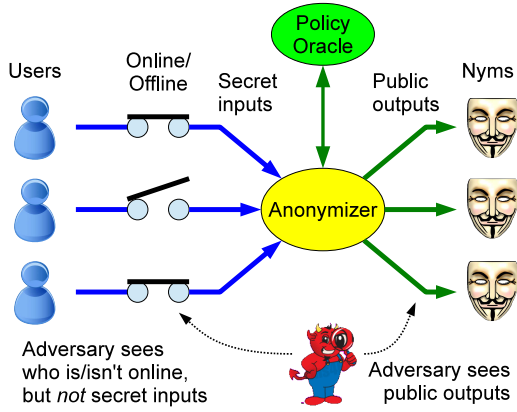 Policy
Oracle
Users
Online/
Offline
Secret
inputs
Public
outputs
Nyms
Anonymizer
Adversary sees
who is/isn't online,
but not secret inputs
Adversary sees
public outputs